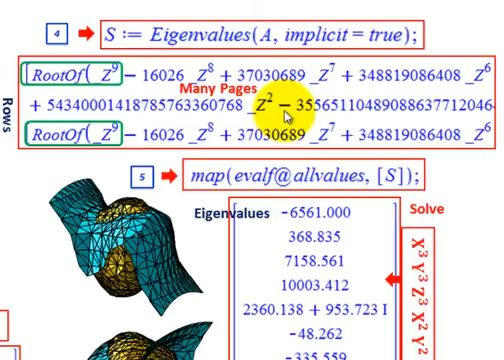 4
S := Eigenvalues(A, implicit = true);
[RootOf(_Z^9 − 16026 _Z^8 + 37030689 _Z^7 + 348819086408 _Z^6
Many Pages
+ 54340001418785763360768 _Z^2 − 35565110489088637712046
RootOf(_Z^9 − 16026 _Z^8 + 37030689 _Z^7 + 348819086408 _Z^6
Rows
5
map(evalf@allvalues, [S]);
Eigenvalues
Solve
-6561.000
368.835
7158.561
10003.412
2360.138 + 953.723 I
-48.262
-335.559
X^3 Y^3 Z^3 X^2 Y^2